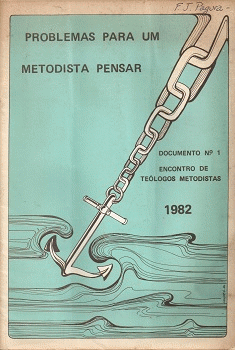 F. J. Pagura -
PROBLEMAS PARA UM
METODISTA PENSAR
DOCUMENTO Nº 1
ENCONTRO DE
TEÓLOGOS METODISTAS
1982